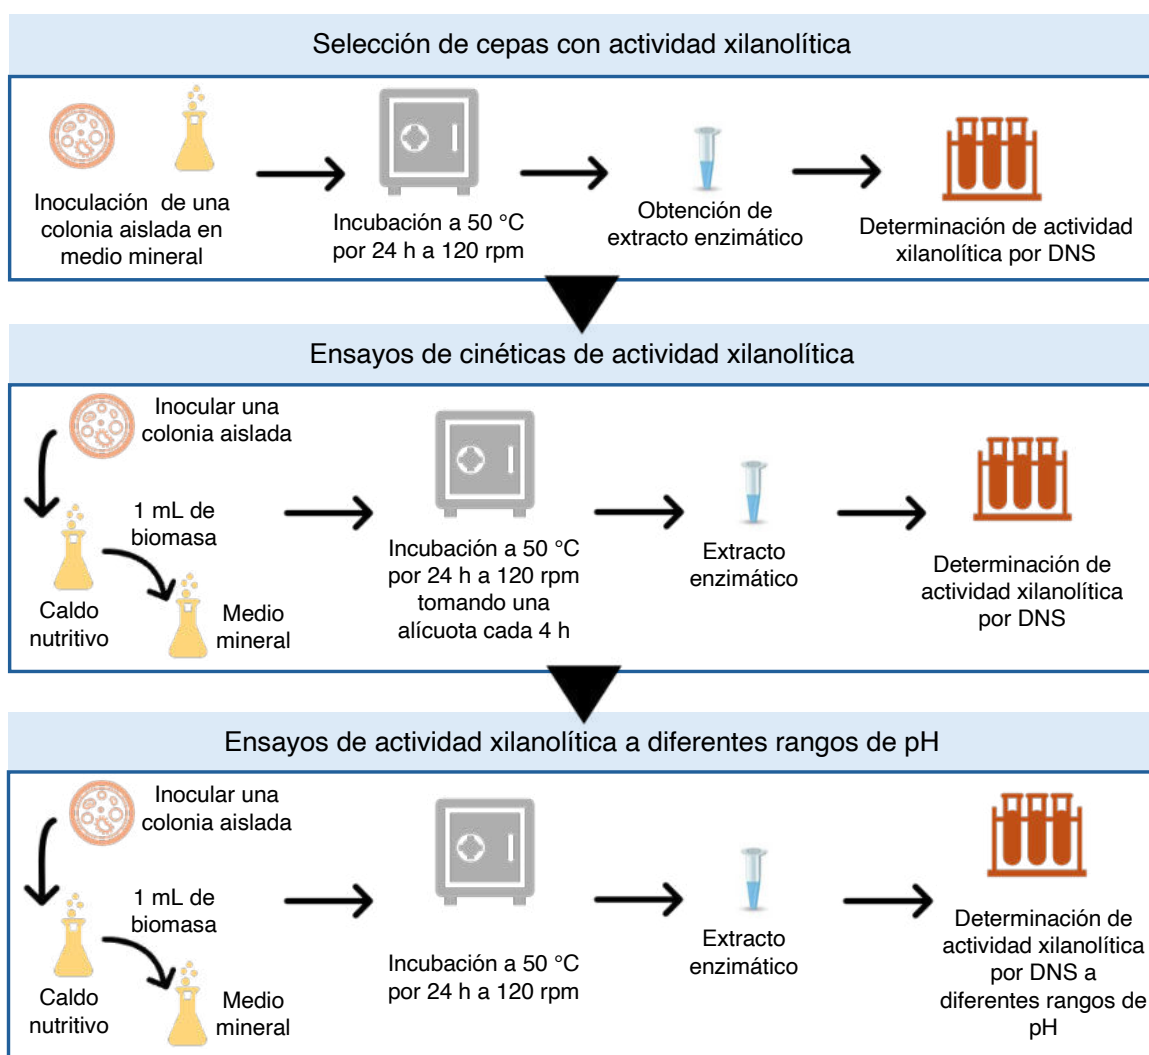 Selección de cepas con actividad xilanolítica
Inoculación de una
colonia aislada en
medio mineral
Incubación a 50 °C
por 24 h a 120 rpm
Obtención de
extracto enzimático
Determinación de actividad
xilanolítica por DNS
Ensayos de cinéticas de actividad xilanolítica
Inocular una
colonia aislada
1 mL de
biomasa
Caldo
nutritivo
Medio
mineral
Incubación a 50 °C
por 24 h a 120 rpm
tomando una
alícuota cada 4 h
Extracto
enzimático
Determinación de
actividad xilanolítica
por DNS
Ensayos de actividad xilanolítica a diferentes rangos de pH
Inocular una
colonia aislada
1 mL de
biomasa
Caldo
nutritivo
Medio
mineral
Incubación a 50 °C
por 24 h a 120 rpm
Extracto
enzimático
Determinación de
actividad xilanolítica
por DNS a
diferentes rangos de
pH